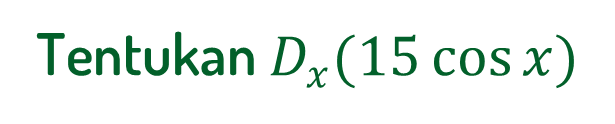 Tentukan $D_x(15 \cos x)$